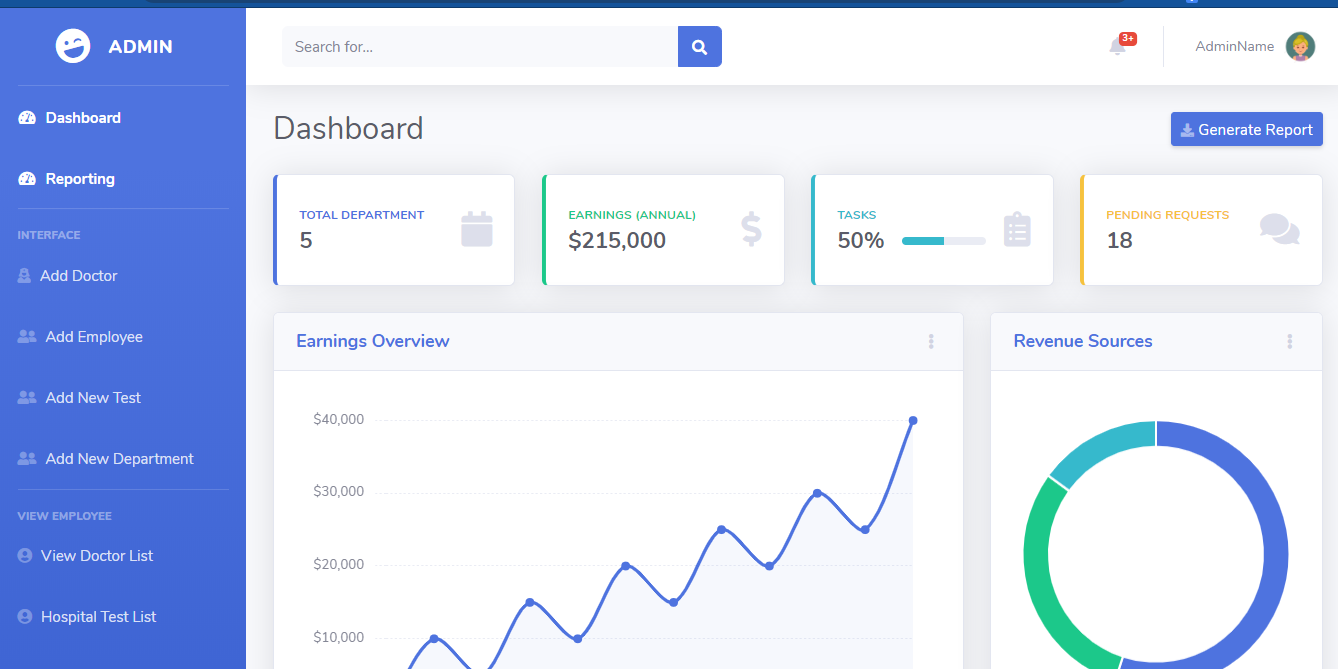 ADMIN
Dashboard
Reporting
INTERFACE
Add Doctor
Add Employee
Add New Test
Add New Department
VIEW EMPLOYEE
View Doctor List
Hospital Test List
Search for...
3+
AdminName
Dashboard
Generate Report
TOTAL DEPARTMENT
5
EARNINGS (ANNUAL)
$215,000
TASKS
50%
PENDING REQUESTS
18
Earnings Overview
$40,000
$30,000
$20,000
$10,000
Revenue Sources